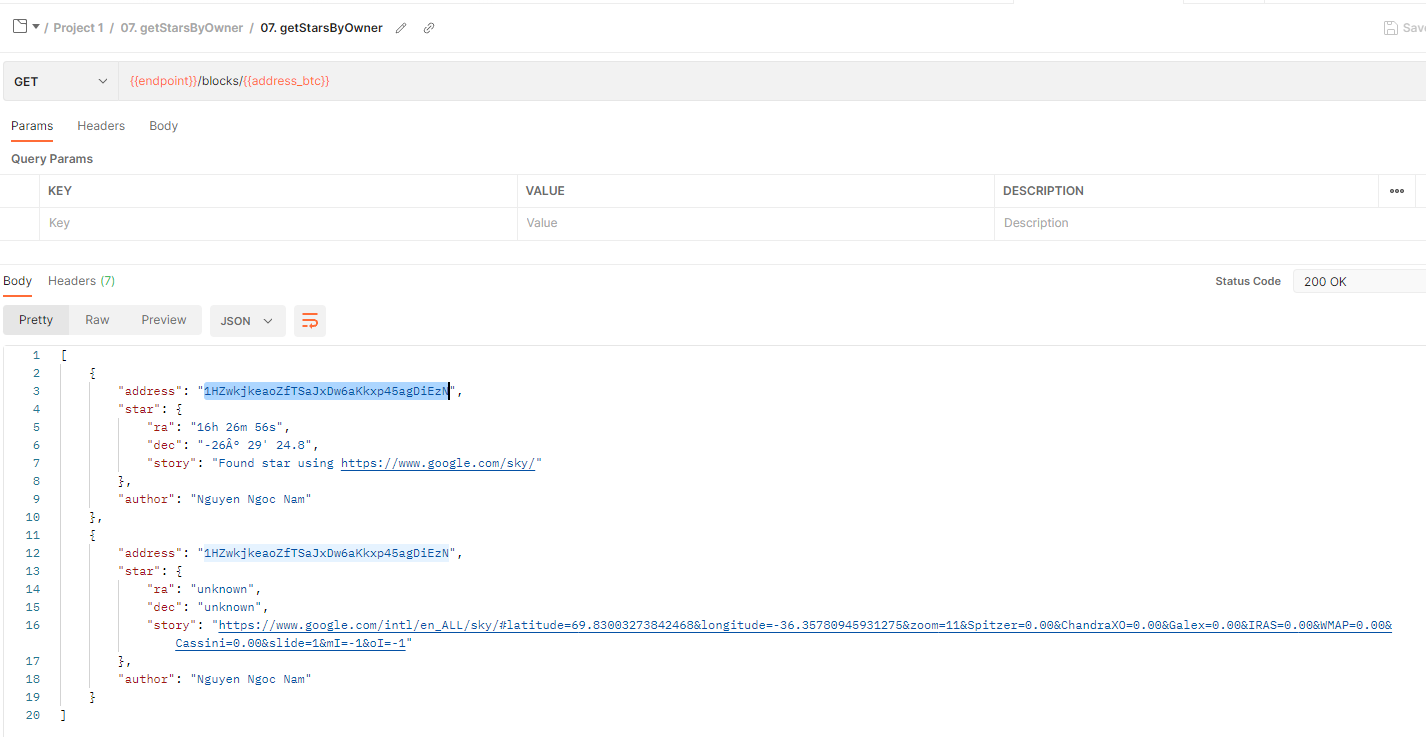 / Project 1 / 07. getStarsByOwner / 07. getStarsByOwner
Save
GET {{endpoint}}/blocks/{{address_btc}}
Params Headers Body
Query Params
KEY VALUE DESCRIPTION
Key Value Description
Body Headers (7) Status Code 200 OK
Pretty Raw Preview JSON
1 [
2 {
3 "address": "1HZwkjkeaoZfTSaJxDw6aKkxp45agDiEzN",
4 "star": {
5 "ra": "16h 26m 56s",
6 "dec": "-26Â° 29' 24.8",
7 "story": "Found star using https://www.google.com/sky/"
8 },
9 "author": "Nguyen Ngoc Nam"
10 },
11 {
12 "address": "1HZwkjkeaoZfTSaJxDw6aKkxp45agDiEzN",
13 "star": {
14 "ra": "unknown",
15 "dec": "unknown",
16 "story": "https://www.google.com/intl/en_ALL/sky/#latitude=69.83003273842468&longitude=-36.35780945931275&zoom=11&Spitzer=0.00&ChandraXO=0.00&Galex=0.00&IRAS=0.00&WMAP=0.00&
Cassini=0.00&slide=1&mI=-1&oI=-1"
17 },
18 "author": "Nguyen Ngoc Nam"
19 }
20 ]